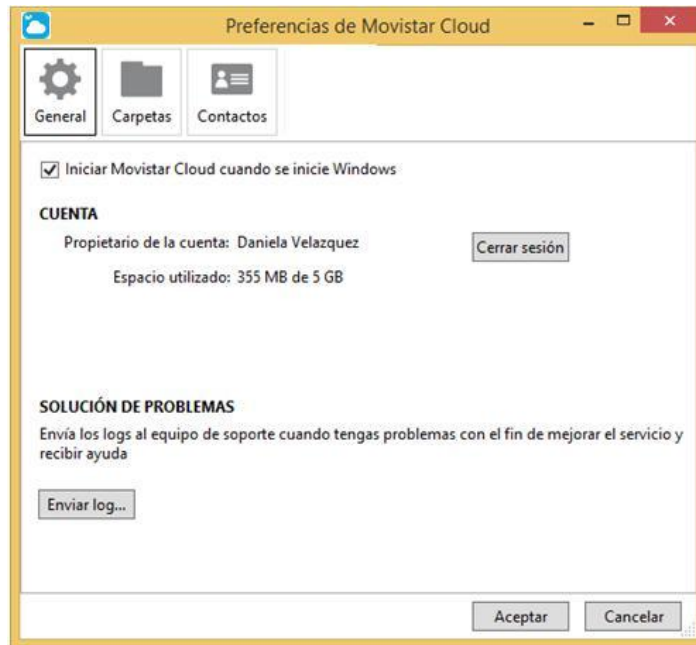 Preferencias de Movistar Cloud
General
Carpetas
Contactos
Iniciar Movistar Cloud cuando se inicie Windows
CUENTA
Propietario de la cuenta: Daniela Velazquez
Cerrar sesión
Espacio utilizado: 355 MB de 5 GB
SOLUCIÓN DE PROBLEMAS
Envía los logs al equipo de soporte cuando tengas problemas con el fin de mejorar el servicio y
recibir ayuda
Enviar log...
Aceptar
Cancelar